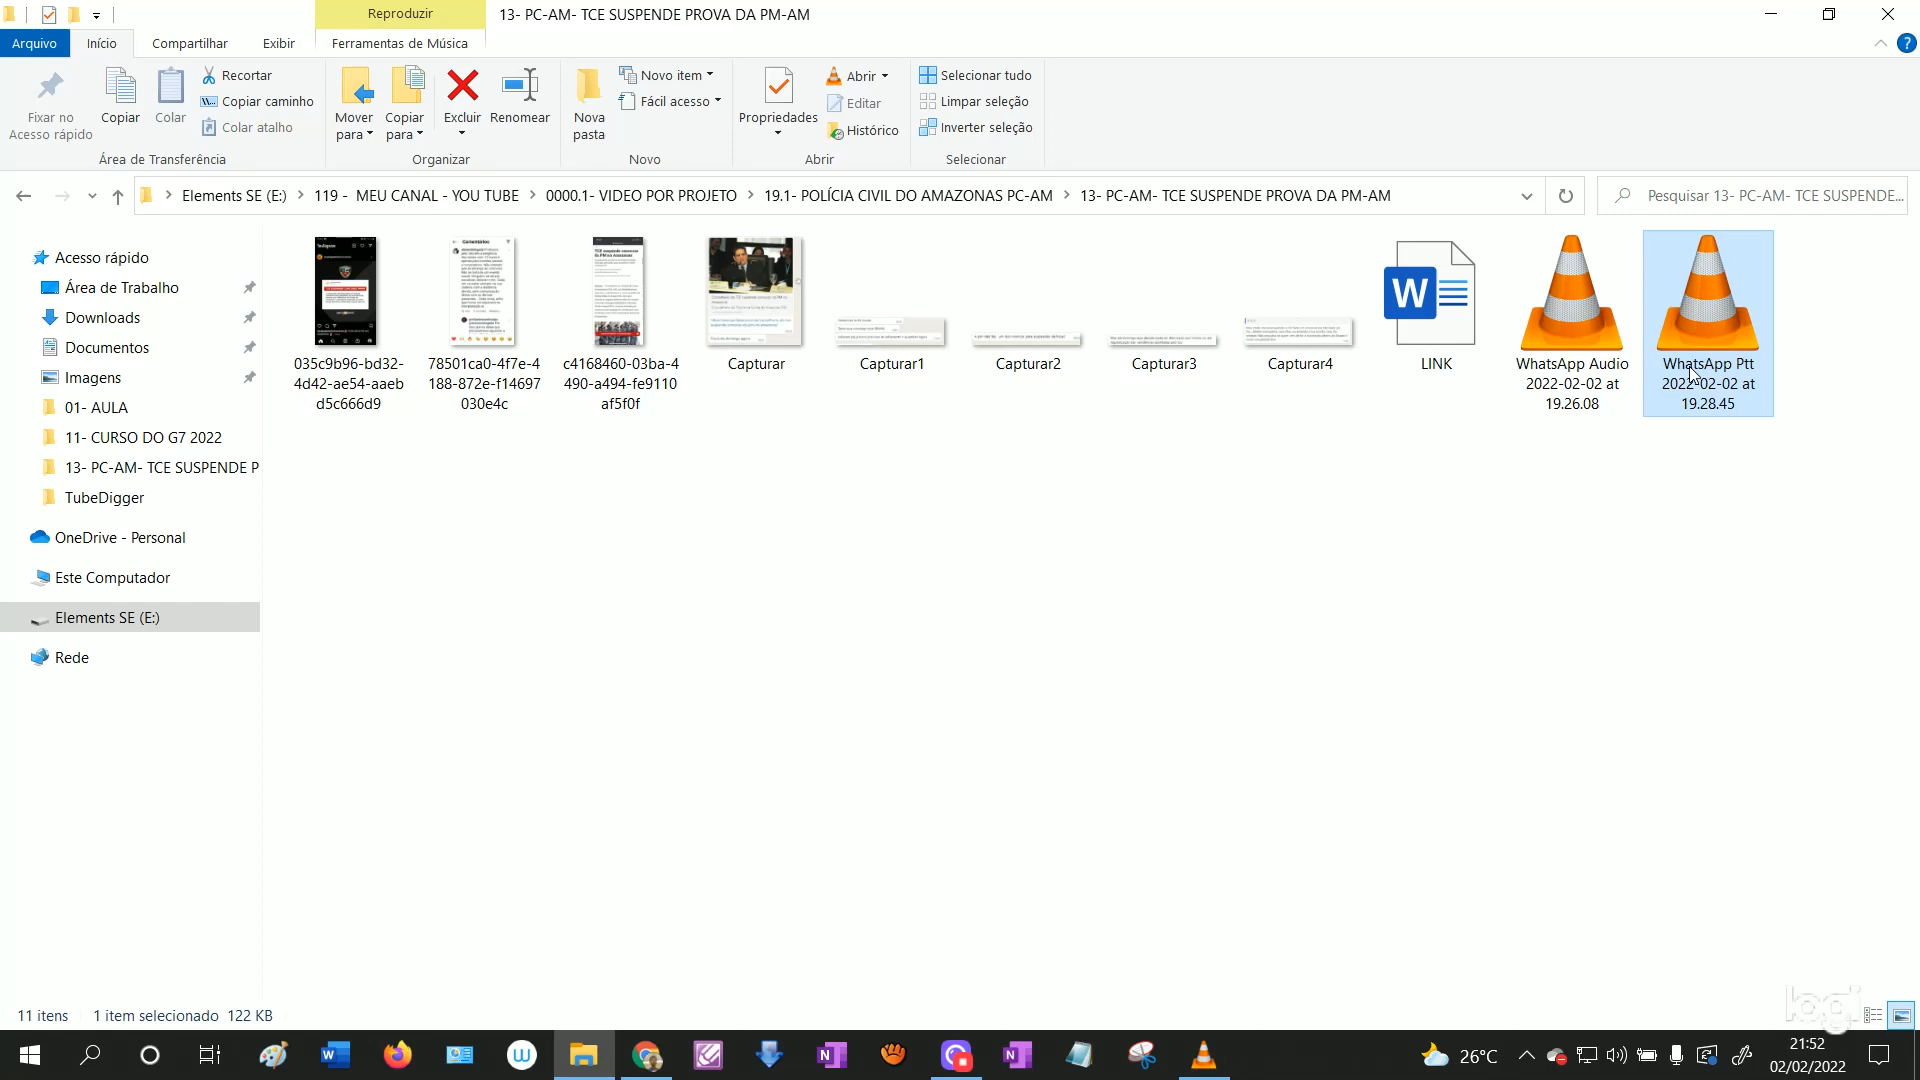 Reproduzir
13- PC-AM- TCE SUSPENDE PROVA DA PM-AM
Arquivo
Início
Compartilhar
Exibir
Ferramentas de Música
Fixar no
Acesso rápido
Copiar
Colar
Recortar
Copiar caminho
Colar atalho
Área de Transferência
Mover
para
Copiar
para
Excluir
Renomear
Organizar
Nova
pasta
Novo item
Fácil acesso
Novo
Propriedades
Abrir
Editar
Histórico
Abrir
Selecionar tudo
Limpar seleção
Inverter seleção
Selecionar
Elements SE (E:)
119 - MEU CANAL - YOU TUBE
0000.1- VIDEO POR PROJETO
19.1- POLÍCIA CIVIL DO AMAZONAS PC-AM
13- PC-AM- TCE SUSPENDE PROVA DA PM-AM
Pesquisar 13- PC-AM- TCE SUSPENDE...
Acesso rápido
Área de Trabalho
Downloads
Documentos
Imagens
01- AULA
11- CURSO DO G7 2022
13- PC-AM- TCE SUSPENDE P
TubeDigger
OneDrive - Personal
Este Computador
Elements SE (E:)
Rede
035c9b96-bd32-
4d42-ae54-aaeb
d5c666d9
78501ca0-4f7e-4
188-872e-f14697
030e4c
c4168460-03ba-4
490-a494-fe9110
af5f0f
Capturar
Capturar1
Capturar2
Capturar3
Capturar4
LINK
WhatsApp Audio
2022-02-02 at
19.26.08
WhatsApp Ptt
2022-02-02 at
19.28.45
11 itens
1 item selecionado 122 KB
logi
26°C
21:52
02/02/2022